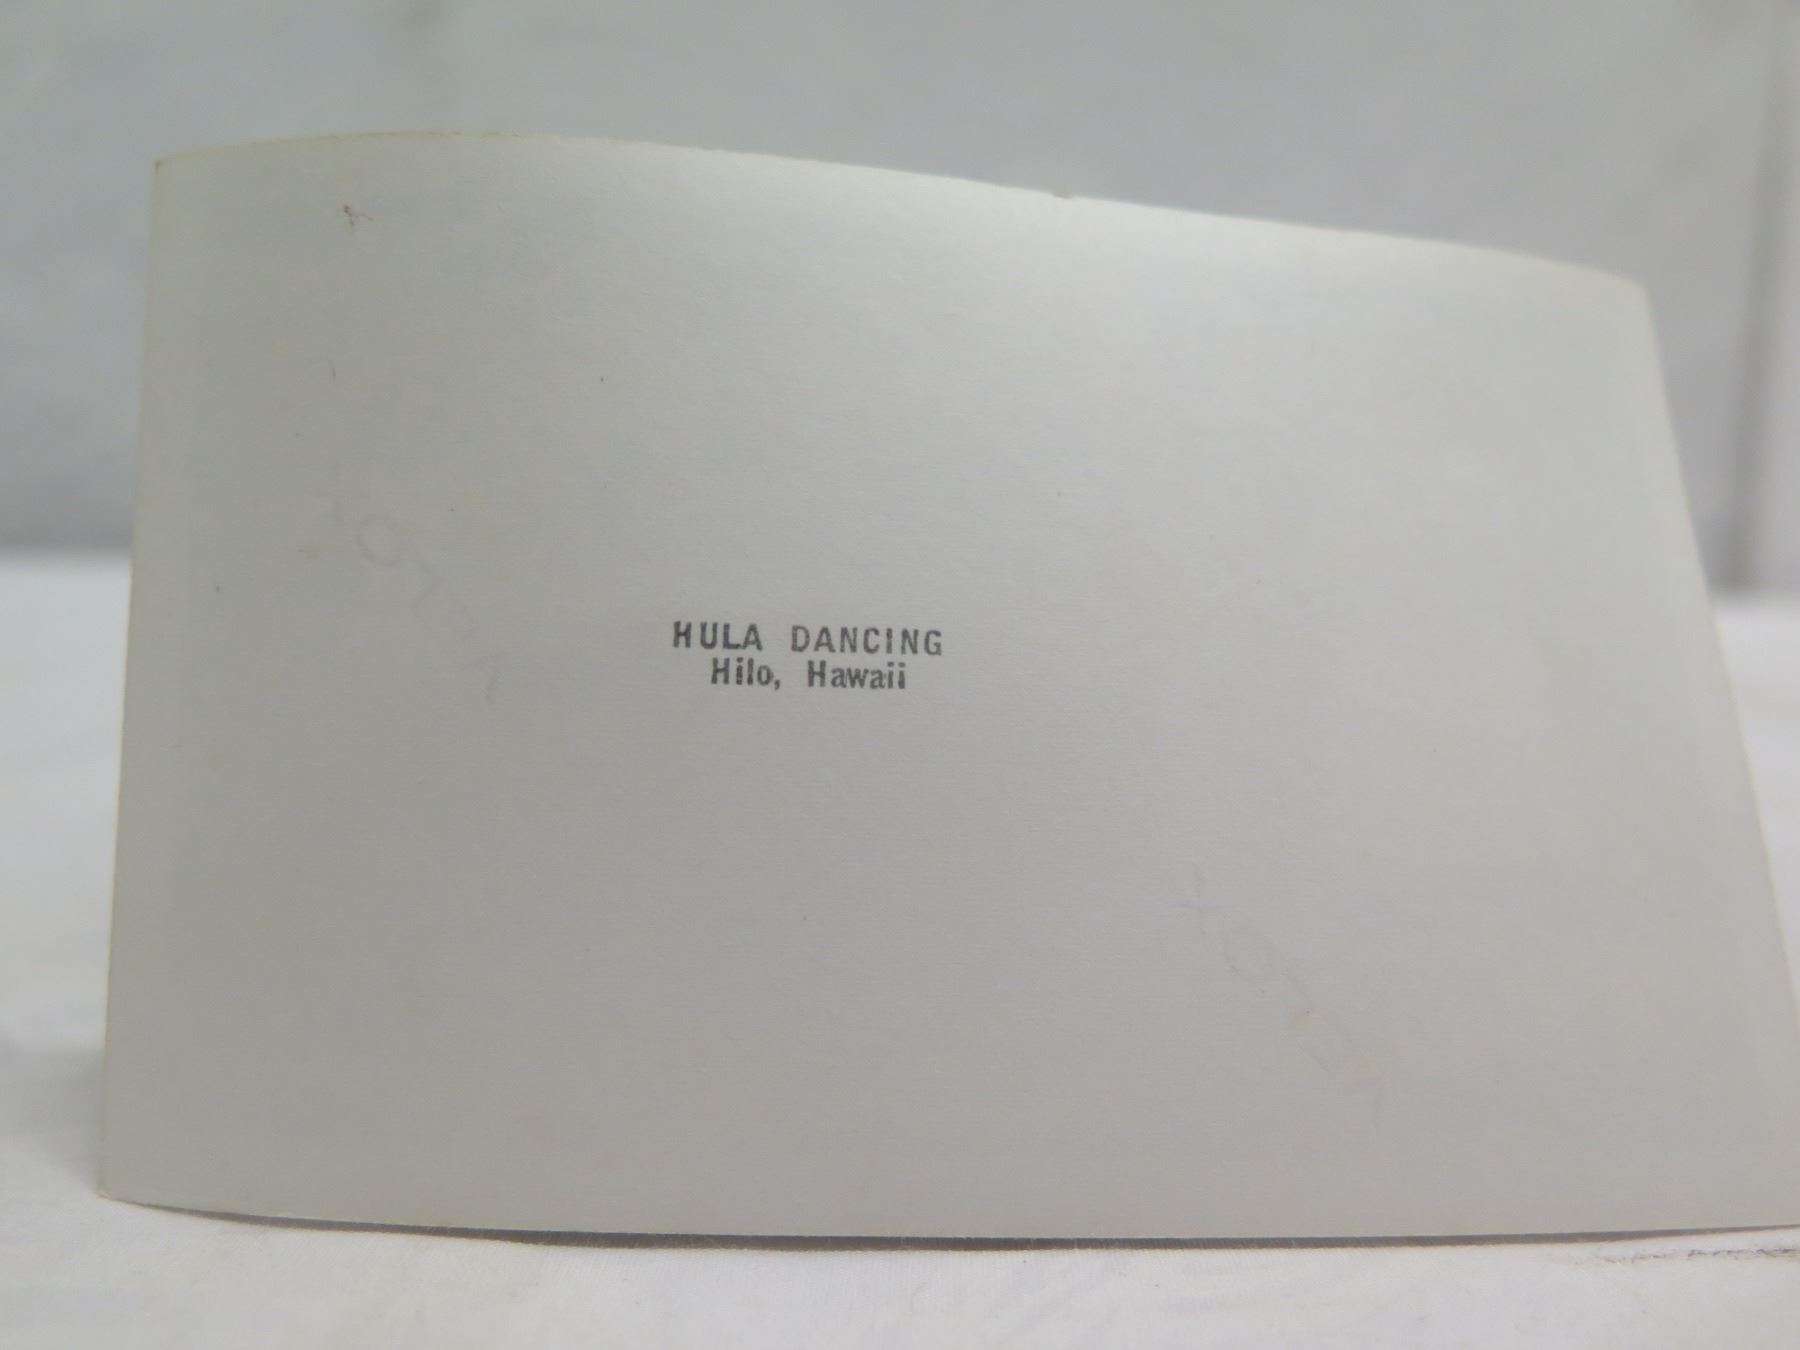 HULA DANCING
Hilo, Hawaii